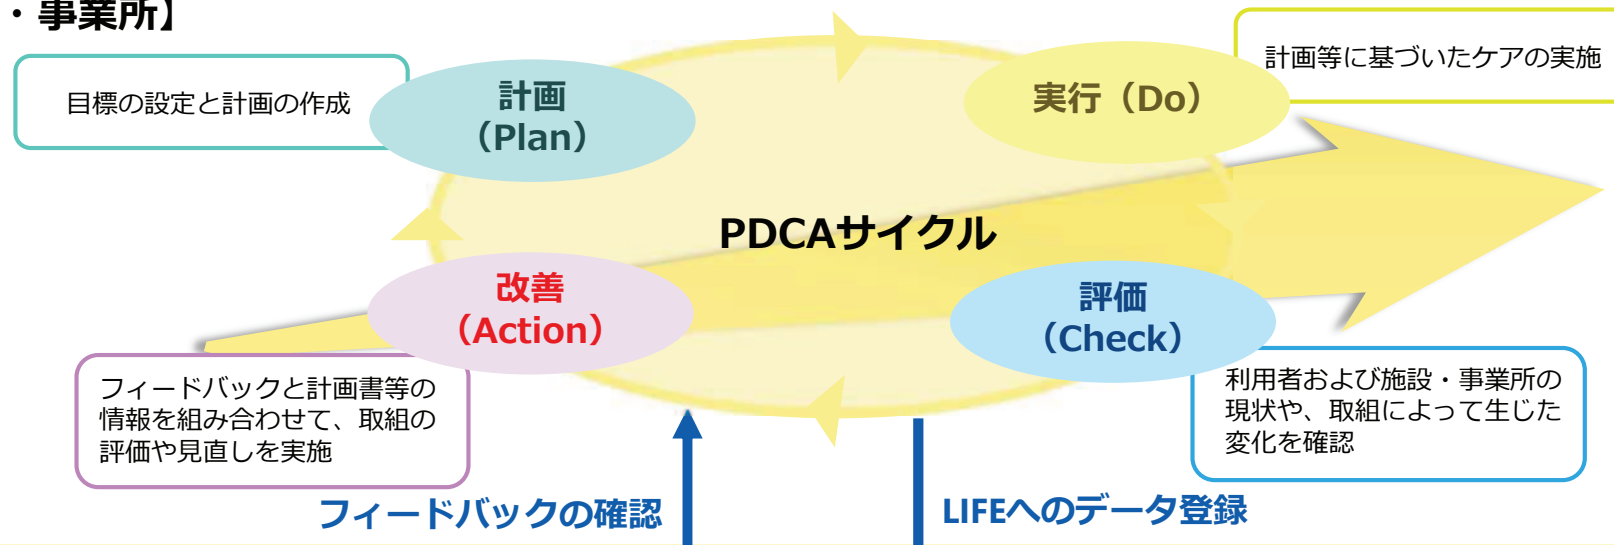 ・事業所】
目標の設定と計画の作成
計画
（Plan）
実行（Do）
計画等に基づいたケアの実施
PDCAサイクル
改善
（Action）
評価
（Check）
フィードバックと計画書等の
情報を組み合わせて、取組の
評価や見直しを実施
利用者および施設・事業所の
現状や、取組によって生じた
変化を確認
フィードバックの確認
LIFEへのデータ登録